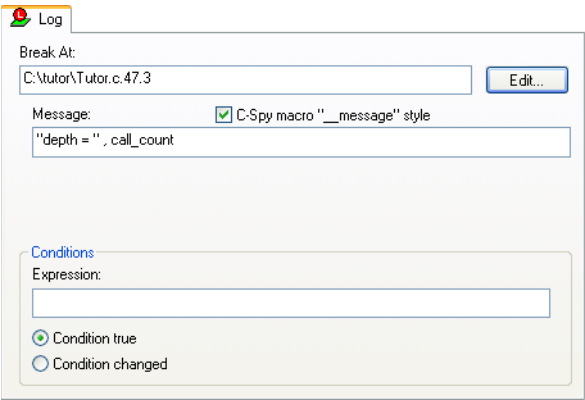 Log
Break At:
C:\tutor\Tutor.c.47.3
Edit...
Message:
C-Spy macro "__message" style
"depth = " , call_count
Conditions
Expression:
Condition true
Condition changed